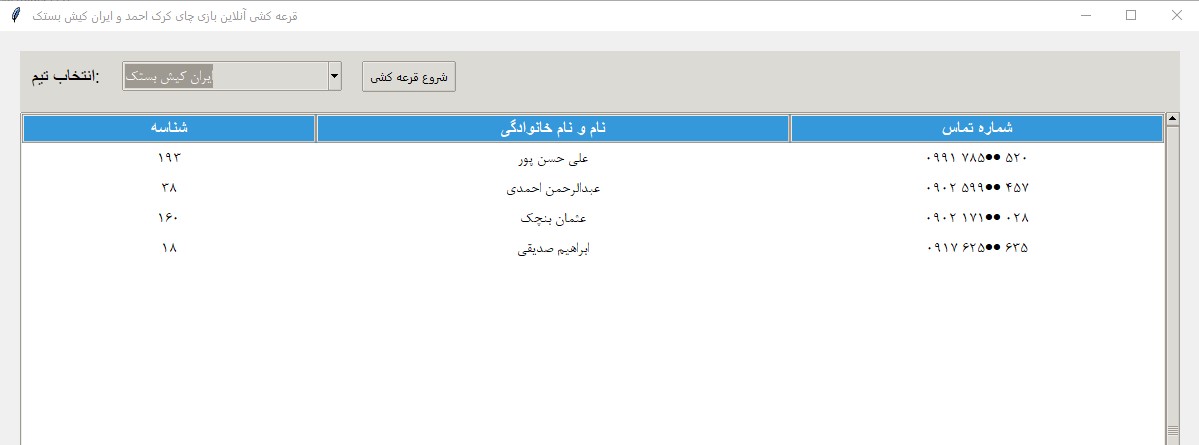 قرعه کشی آنلاین بازی چای کرک احمد و ایران کیش بستک
انتخاب تیم:
ایران کیش بستک
شروع قرعه کشی
شناسه نام و نام خانوادگی شماره تماس
۱۹۳ علی حسن پور ۰۹۹۱ ۷۸۵●● ۵۲۰
۳۸ عبدالرحمن احمدی ۰۹۰۲ ۵۹۹●● ۴۵۷
۱۶۰ عثمان بنچک ۰۹۰۲ ۱۷۱●● ۰۲۸
۱۸ ابراهیم صدیقی ۰۹۱۷ ۶۲۵●● ۶۳۵